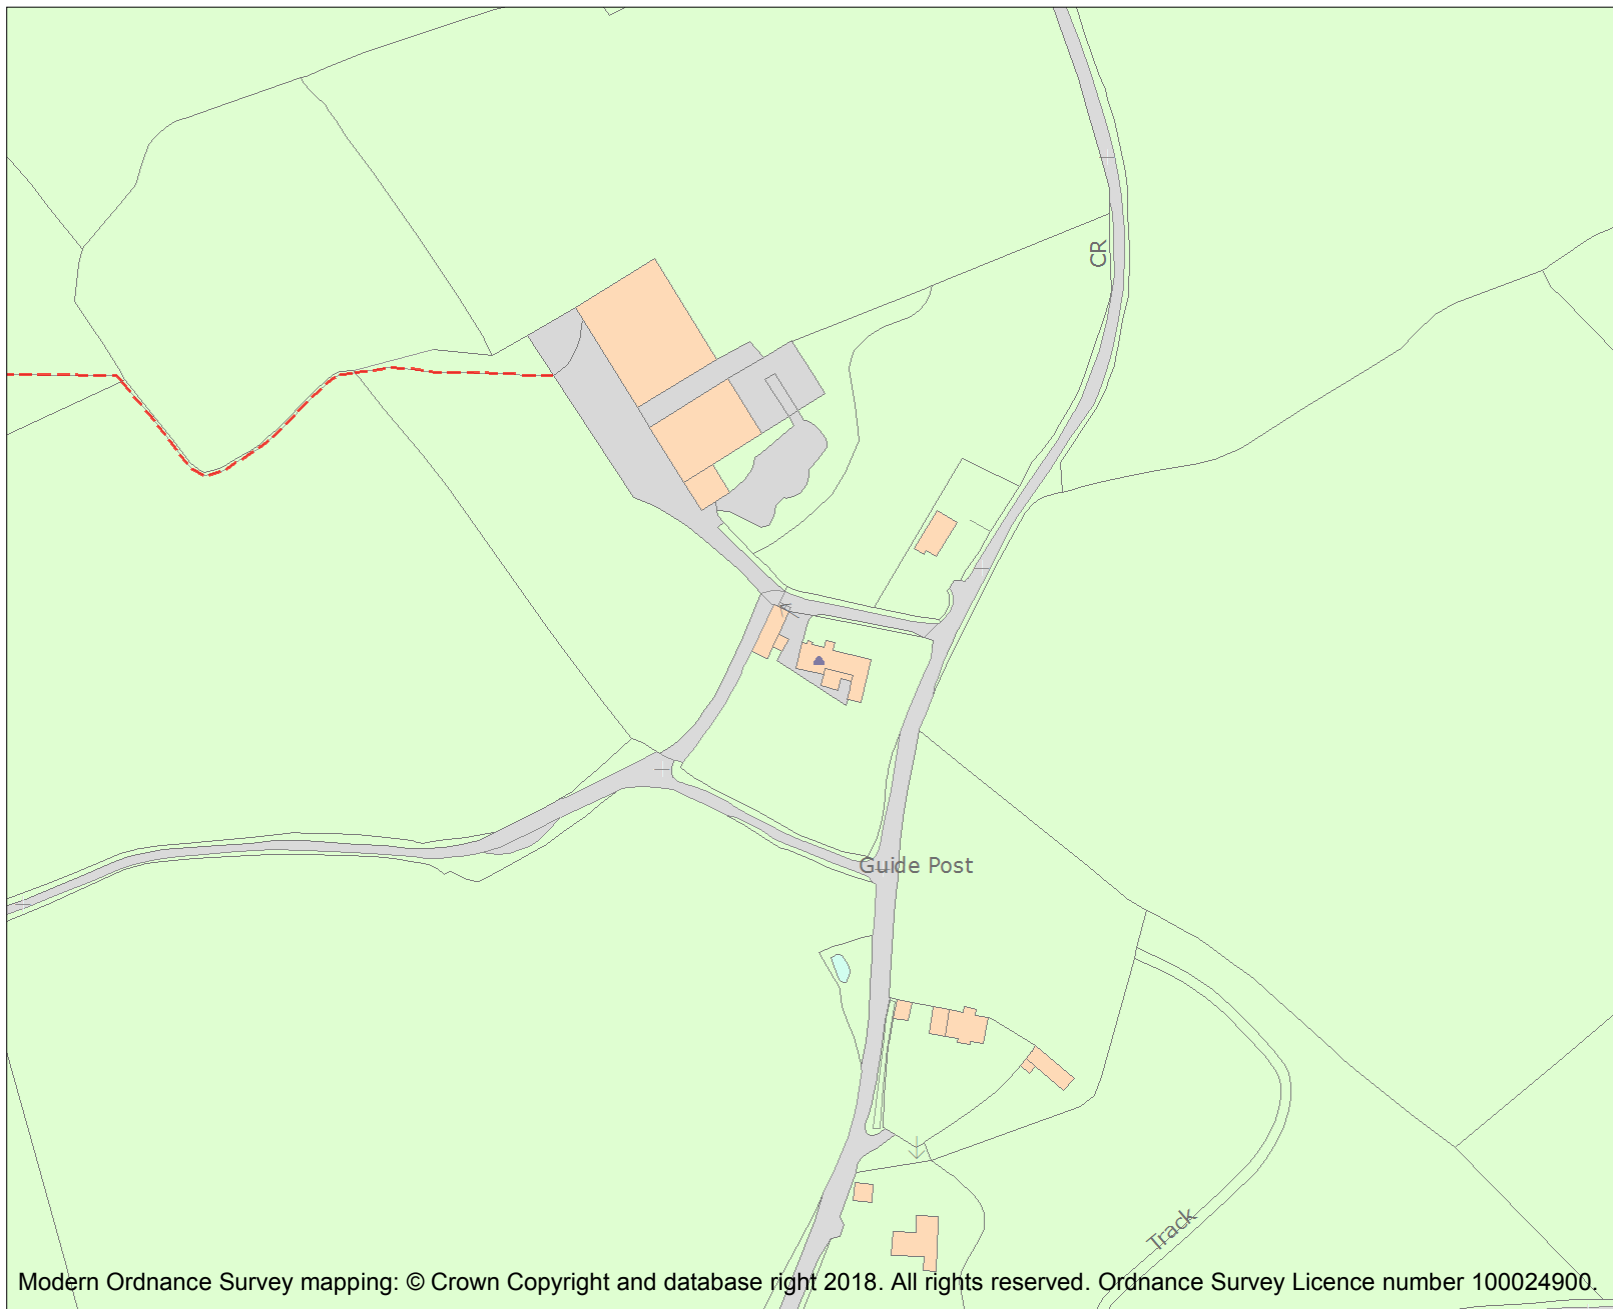 CR
Guide Post
Track
Modern Ordnance Survey mapping: © Crown Copyright and database right 2018. All rights reserved. Ordnance Survey Licence number 100024900.